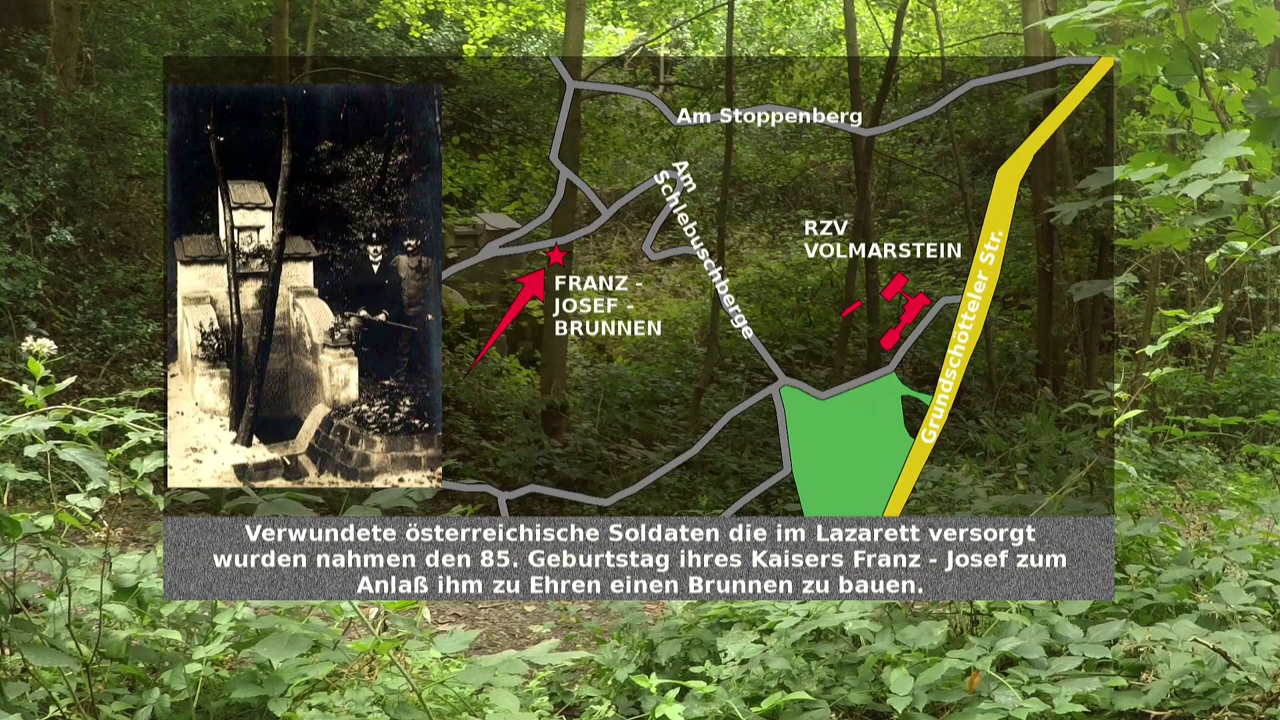 Am Stoppenberg
Am
Schlebuschberge
RZV
VOLMARSTEIN
Grundschötteler Str.
FRANZ -
JOSEF -
BRUNNEN
Verwundete österreichische Soldaten die im Lazarett versorgt
wurden nahmen den 85. Geburtstag ihres Kaisers Franz - Josef zum
Anlaß ihm zu Ehren einen Brunnen zu bauen.